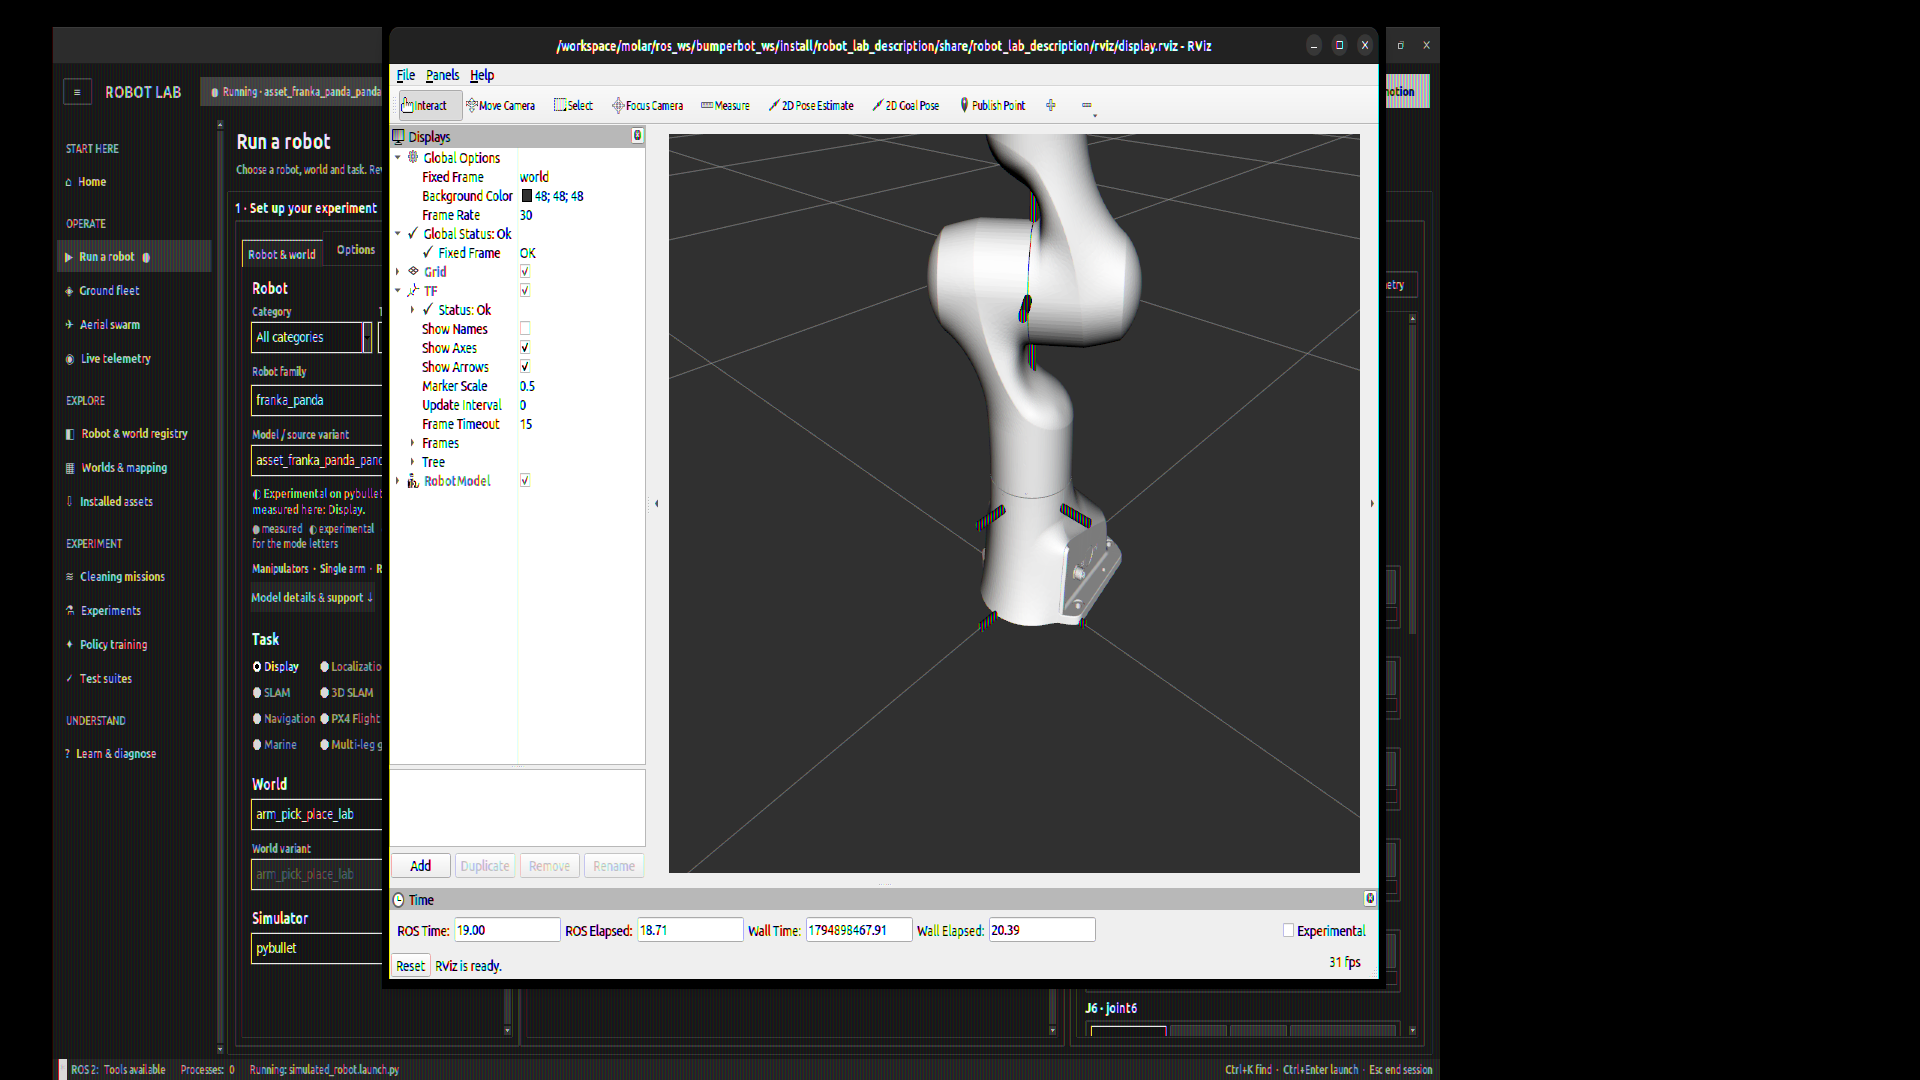 /workspace/molar/ros_ws/bumperbot_ws/install/robot_lab_description/share/robot_lab_description/rviz/display.rviz - RViz
File Panels Help
Interact Move Camera Select Focus Camera Measure 2D Pose Estimate 2D Goal Pose Publish Point
Displays
Global Options
Fixed Frame world
Background Color 48; 48; 48
Frame Rate 30
Global Status: Ok
Fixed Frame OK
Grid
TF
Status: Ok
Show Names
Show Axes
Show Arrows
Marker Scale 0.5
Update Interval 0
Frame Timeout 15
Frames
Tree
RobotModel
Add Duplicate Remove Rename
Time
ROS Time: 19.00 ROS Elapsed: 18.71 Wall Time: 1794898467.91 Wall Elapsed: 20.39 Experimental
Reset RViz is ready. 31 fps
ROBOT LAB
Running · asset_franka_panda_panda
START HERE
Home
OPERATE
Run a robot
Ground fleet
Aerial swarm
Live telemetry
EXPLORE
Robot & world registry
Worlds & mapping
Installed assets
EXPERIMENT
Cleaning missions
Experiments
Policy training
Test suites
UNDERSTAND
? Learn & diagnose
Run a robot
Choose a robot, world and task.
1 · Set up your experiment
Robot & world Options
Robot
Category
All categories
Robot family
franka_panda
Model / source variant
asset_franka_panda_pand
Experimental on pybullet
measured here: Display.
measured experimental
for the mode letters
Manipulators · Single arm · R
Model details & support ↓
Task
Display Localizatio
SLAM 3D SLAM
Navigation PX4 Flight
Marine Multi-leg g
World
arm_pick_place_lab
World variant
arm_pick_place_lab
Simulator
pybullet
J6 · joint6
ROS 2: Tools available Processes: 0 Running: simulated_robot.launch.py
Ctrl+K find · Ctrl+Enter launch · Esc end session